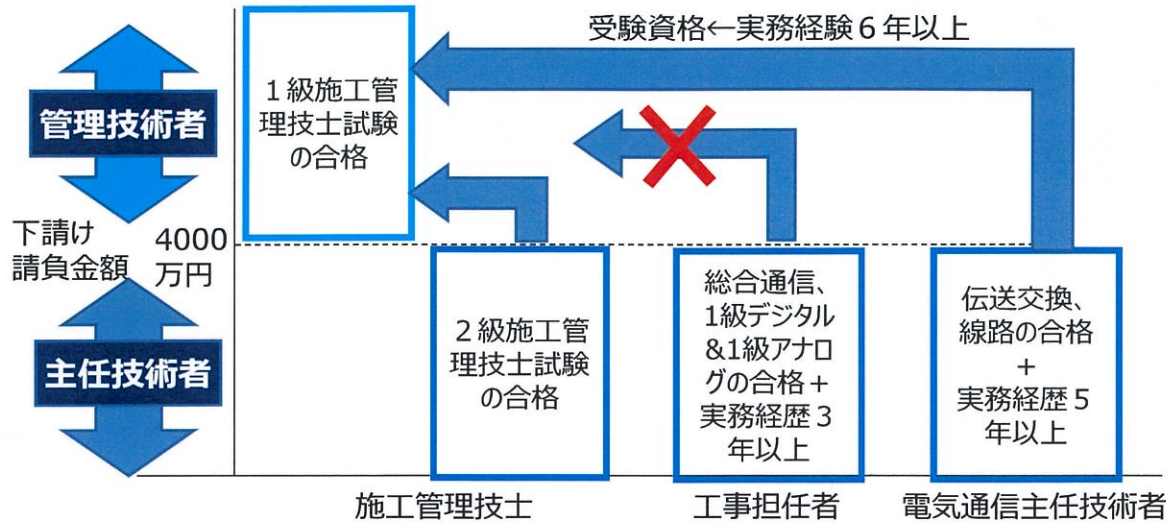 受験資格←実務経験６年以上
管理技術者
１級施工管
理技士試験
の合格
下請け
請負金額
4000
万円
主任技術者
２級施工管
理技士試験
の合格
総合通信、
1級デジタル
&1級アナロ
グの合格＋
実務経歴３
年以上
伝送交換、
線路の合格
＋
実務経歴５
年以上
施工管理技士
工事担任者
電気通信主任技術者